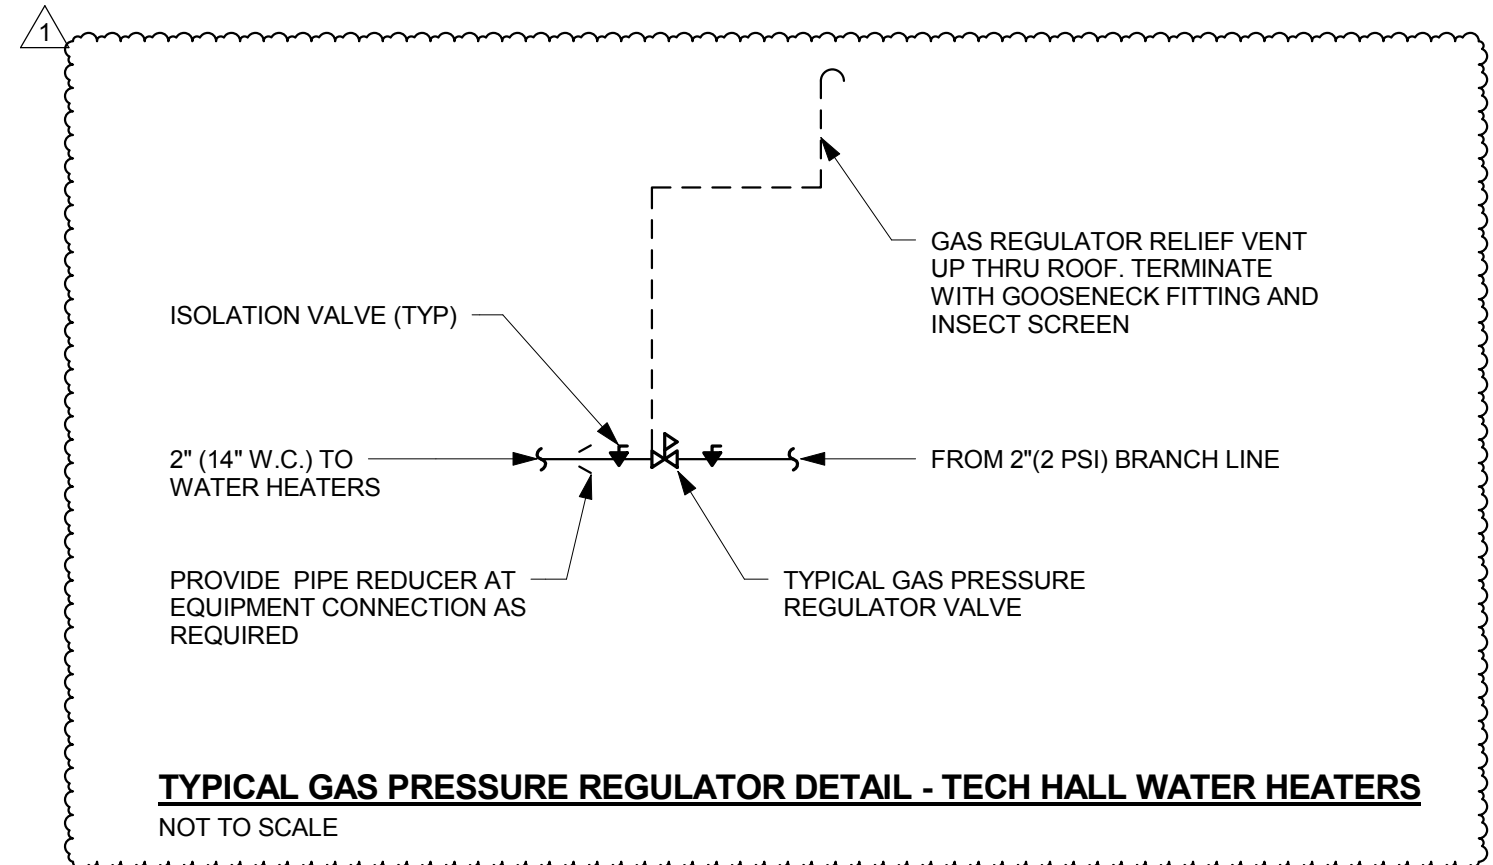 1
GAS REGULATOR RELIEF VENT
UP THRU ROOF. TERMINATE
WITH GOOSENECK FITTING AND
INSECT SCREEN
ISOLATION VALVE (TYP)
2" (14" W.C.) TO
WATER HEATERS
FROM 2"(2 PSI) BRANCH LINE
PROVIDE  PIPE REDUCER AT
EQUIPMENT CONNECTION AS
REQUIRED
TYPICAL GAS PRESSURE
REGULATOR VALVE
TYPICAL GAS PRESSURE REGULATOR DETAIL - TECH HALL WATER HEATERS
NOT TO SCALE